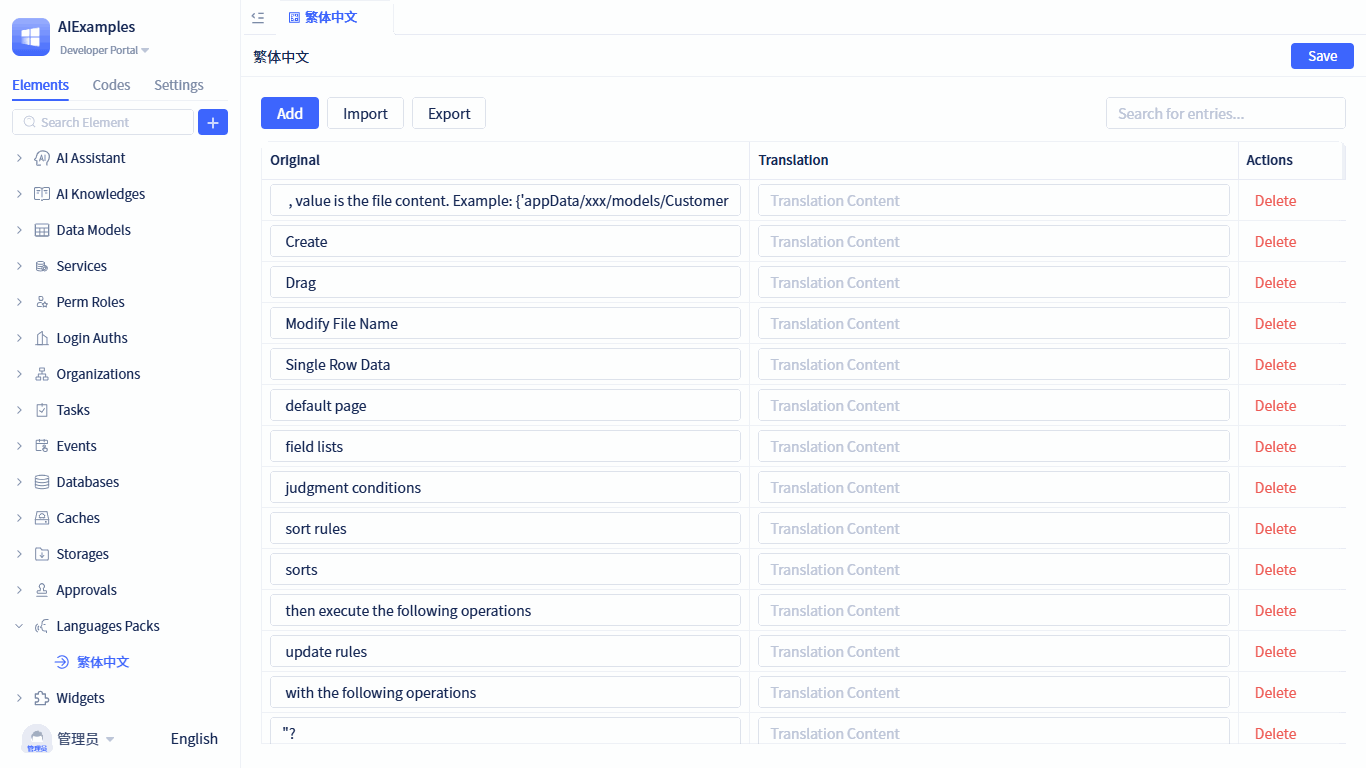 AIExamples
Developer Portal
Elements Codes Settings
Search Element
AI Assistant
AI Knowledges
Data Models
Services
Perm Roles
Login Auths
Organizations
Tasks
Events
Databases
Caches
Storages
Approvals
Languages Packs
繁体中文
Widgets
管理员
管理员
English
繁体中文
繁体中文
Save
Add Import Export
Search for entries...
Original Translation Actions
, value is the file content. Example: {'appData/xxx/models/Customer Translation Content Delete
Create Translation Content Delete
Drag Translation Content Delete
Modify File Name Translation Content Delete
Single Row Data Translation Content Delete
default page Translation Content Delete
field lists Translation Content Delete
judgment conditions Translation Content Delete
sort rules Translation Content Delete
sorts Translation Content Delete
then execute the following operations Translation Content Delete
update rules Translation Content Delete
with the following operations Translation Content Delete
"? Translation Content Delete